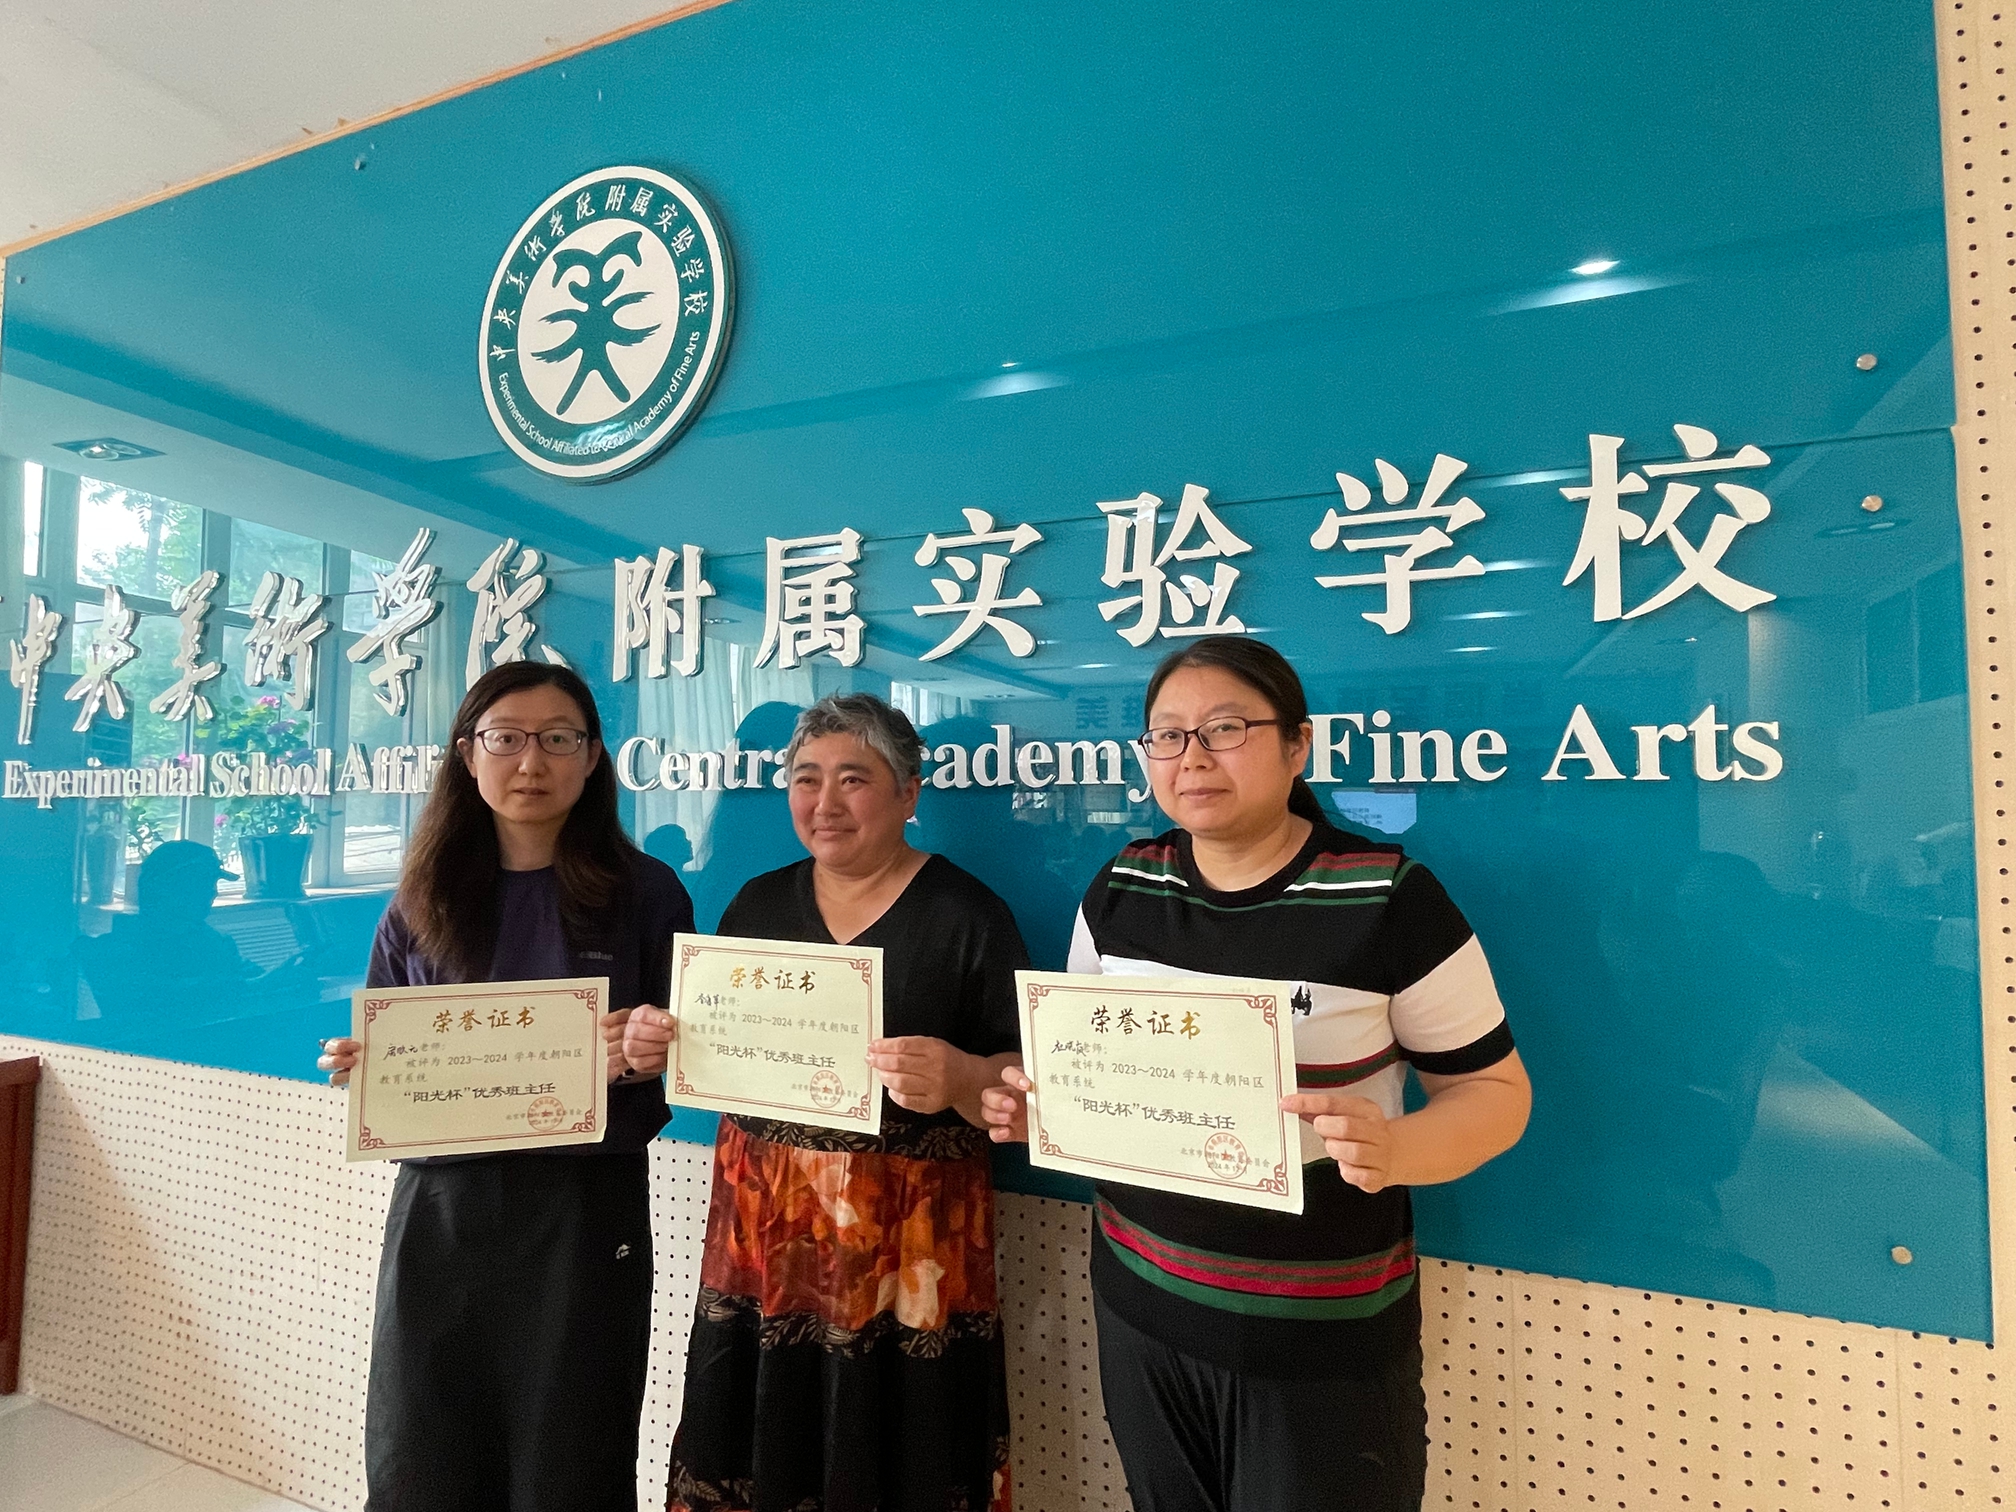 中央美術学院附属实验学校
Experimental School Affiliated to Central Academy of Fine Arts
中央美術学院附属实验学校
Experimental School Affili Centra cademy Fine Arts
荣誉证书
老师：
被评为 2023～2024 学年度朝阳区
教育系统
“阳光杯”优秀班主任
荣誉证书
老师：
被评为 2023～2024 学年度朝阳区
教育系统
“阳光杯”优秀班主任
荣誉证书
老师：
被评为 2023～2024 学年度朝阳区
教育系统
“阳光杯”优秀班主任